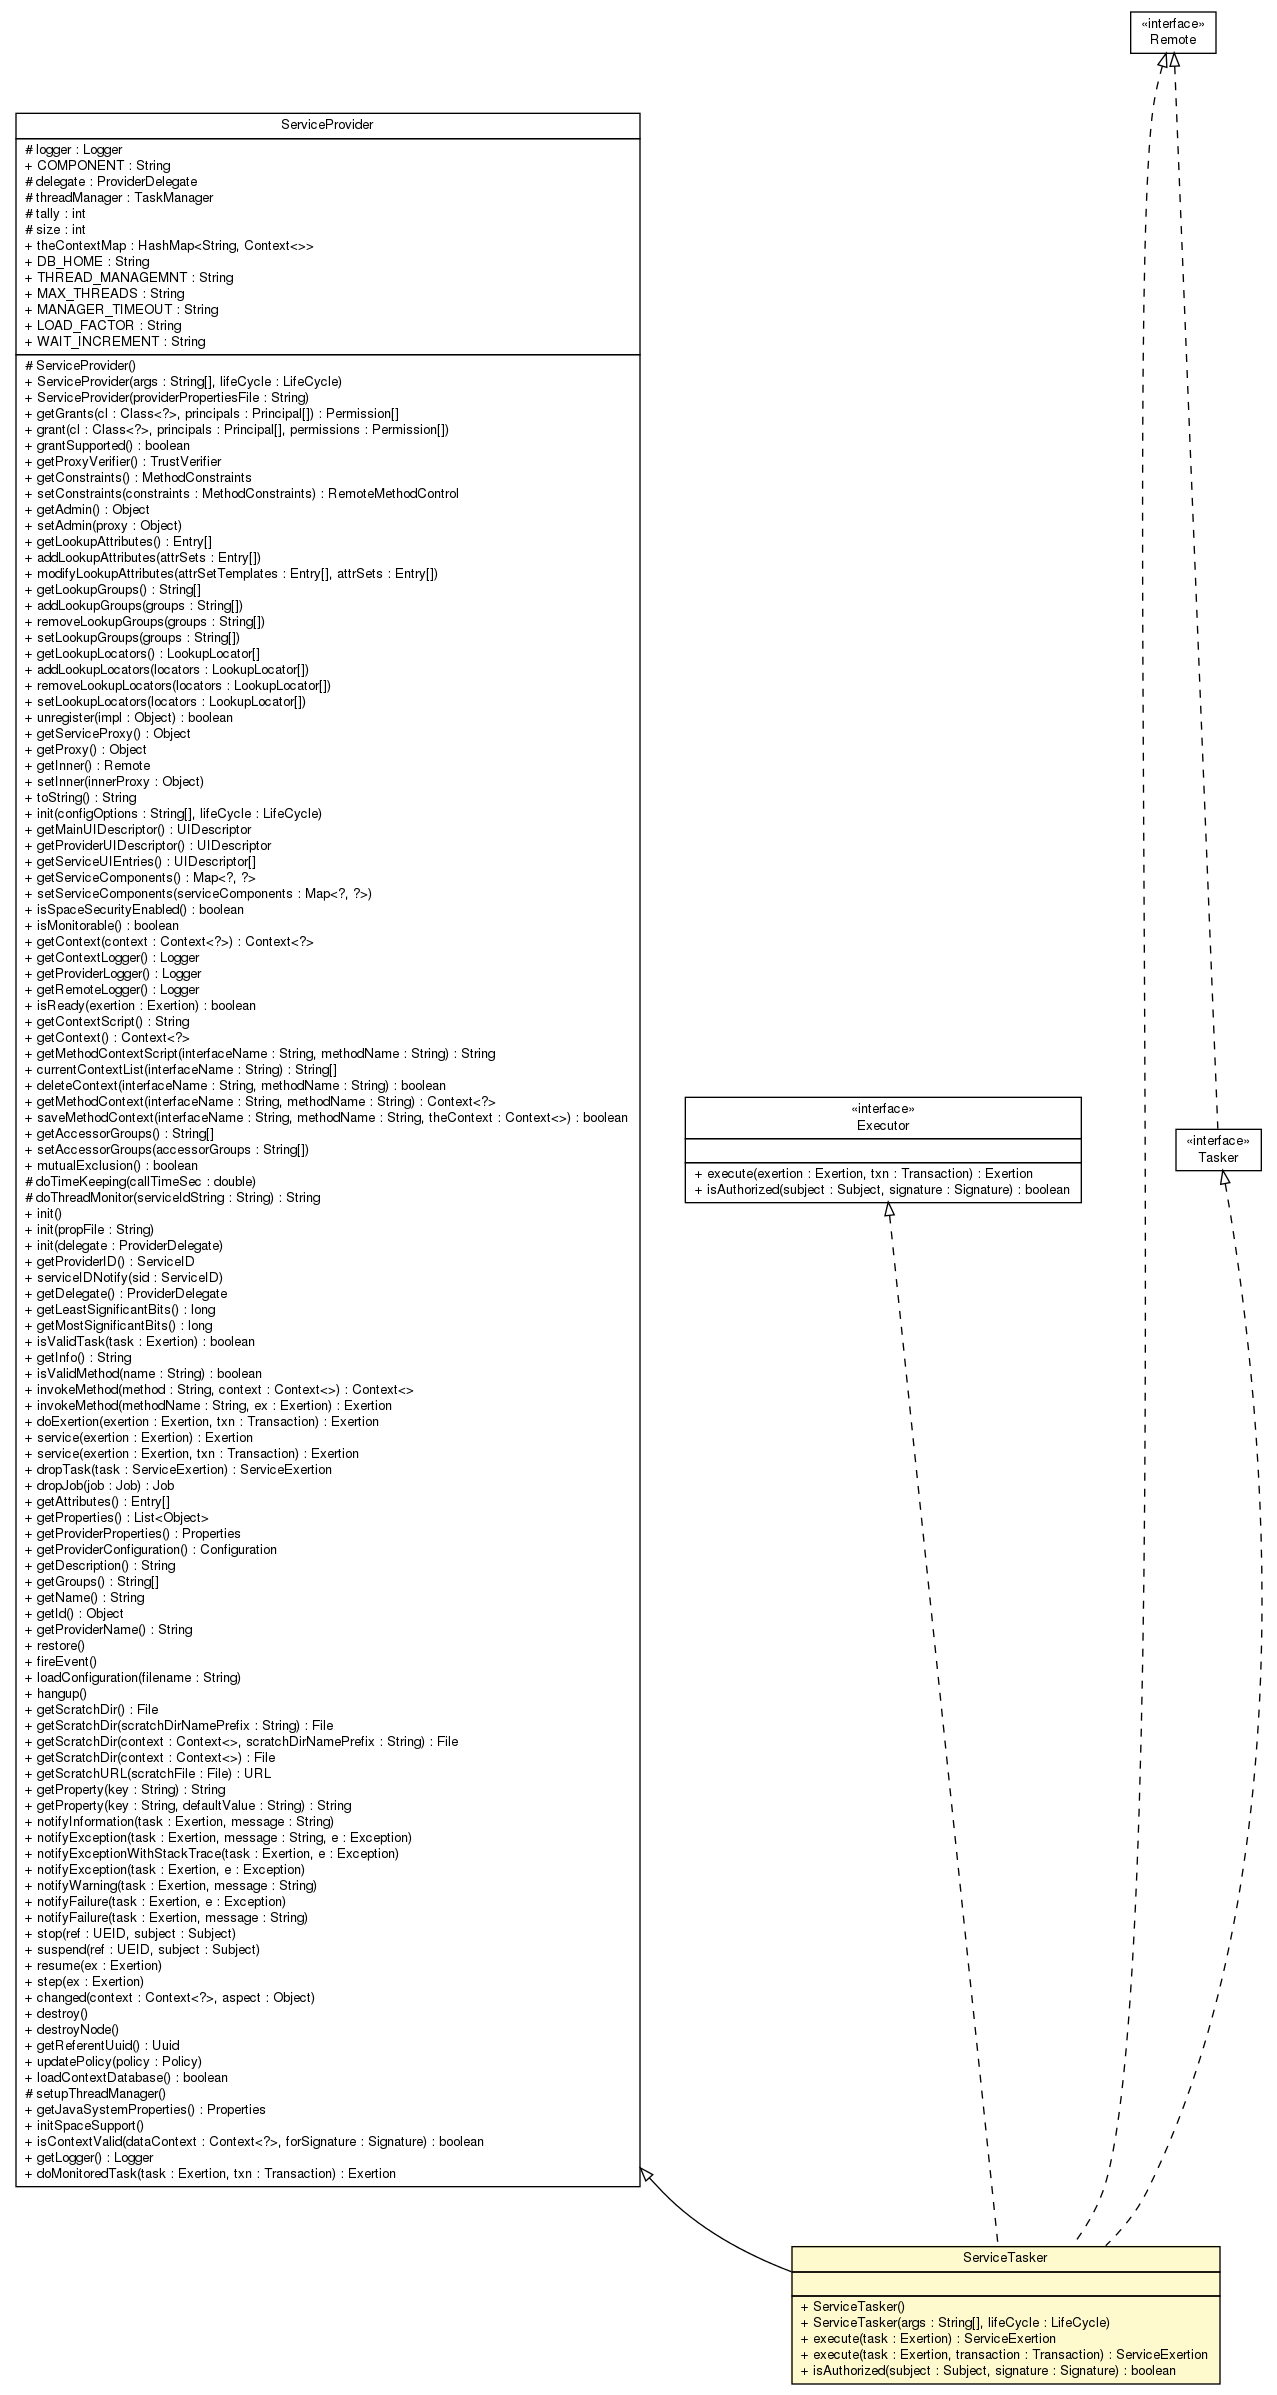 «interface»
Remote
ServiceProvider
# logger : Logger
+ COMPONENT : String
# delegate : ProviderDelegate
# threadManager : TaskManager
# tally : int
# size : int
+ theContextMap : HashMap<String, Context<>>
+ DB_HOME : String
+ THREAD_MANAGEMNT : String
+ MAX_THREADS : String
+ MANAGER_TIMEOUT : String
+ LOAD_FACTOR : String
+ WAIT_INCREMENT : String
# ServiceProvider()
+ ServiceProvider(args : String[], lifeCycle : LifeCycle)
+ ServiceProvider(providerPropertiesFile : String)
+ getGrants(cl : Class<?>, principals : Principal[]) : Permission[]
+ grant(cl : Class<?>, principals : Principal[], permissions : Permission[])
+ grantSupported() : boolean
+ getProxyVerifier() : TrustVerifier
+ getConstraints() : MethodConstraints
+ setConstraints(constraints : MethodConstraints) : RemoteMethodControl
+ getAdmin() : Object
+ setAdmin(proxy : Object)
+ getLookupAttributes() : Entry[]
+ addLookupAttributes(attrSets : Entry[])
+ modifyLookupAttributes(attrSetTemplates : Entry[], attrSets : Entry[])
+ getLookupGroups() : String[]
+ addLookupGroups(groups : String[])
+ removeLookupGroups(groups : String[])
+ setLookupGroups(groups : String[])
+ getLookupLocators() : LookupLocator[]
+ addLookupLocators(locators : LookupLocator[])
+ removeLookupLocators(locators : LookupLocator[])
+ setLookupLocators(locators : LookupLocator[])
+ unregister(impl : Object) : boolean
+ getServiceProxy() : Object
+ getProxy() : Object
+ getInner() : Remote
+ setInner(innerProxy : Object)
+ toString() : String
+ init(configOptions : String[], lifeCycle : LifeCycle)
+ getMainUIDescriptor() : UIDescriptor
+ getProviderUIDescriptor() : UIDescriptor
+ getServiceUIEntries() : UIDescriptor[]
+ getServiceComponents() : Map<?, ?>
+ setServiceComponents(serviceComponents : Map<?, ?>)
+ isSpaceSecurityEnabled() : boolean
+ isMonitorable() : boolean
+ getContext(context : Context<?>) : Context<?>
+ getContextLogger() : Logger
+ getProviderLogger() : Logger
+ getRemoteLogger() : Logger
+ isReady(exertion : Exertion) : boolean
+ getContextScript() : String
+ getContext() : Context<?>
+ getMethodContextScript(interfaceName : String, methodName : String) : String
+ currentContextList(interfaceName : String) : String[]
+ deleteContext(interfaceName : String, methodName : String) : boolean
+ getMethodContext(interfaceName : String, methodName : String) : Context<?>
+ saveMethodContext(interfaceName : String, methodName : String, theContext : Context<>) : boolean
+ getAccessorGroups() : String[]
+ setAccessorGroups(accessorGroups : String[])
+ mutualExclusion() : boolean
# doTimeKeeping(callTimeSec : double)
# doThreadMonitor(serviceIdString : String) : String
+ init()
+ init(propFile : String)
+ init(delegate : ProviderDelegate)
+ getProviderID() : ServiceID
+ serviceIDNotify(sid : ServiceID)
+ getDelegate() : ProviderDelegate
+ getLeastSignificantBits() : long
+ getMostSignificantBits() : long
+ isValidTask(task : Exertion) : boolean
+ getInfo() : String
+ isValidMethod(name : String) : boolean
+ invokeMethod(method : String, context : Context<>) : Context<>
+ invokeMethod(methodName : String, ex : Exertion) : Exertion
+ doExertion(exertion : Exertion, txn : Transaction) : Exertion
+ service(exertion : Exertion) : Exertion
+ service(exertion : Exertion, txn : Transaction) : Exertion
+ dropTask(task : ServiceExertion) : ServiceExertion
+ dropJob(job : Job) : Job
+ getAttributes() : Entry[]
+ getProperties() : List<Object>
+ getProviderProperties() : Properties
+ getProviderConfiguration() : Configuration
+ getDescription() : String
+ getGroups() : String[]
+ getName() : String
+ getId() : Object
+ getProviderName() : String
+ restore()
+ fireEvent()
+ loadConfiguration(filename : String)
+ hangup()
+ getScratchDir() : File
+ getScratchDir(scratchDirNamePrefix : String) : File
+ getScratchDir(context : Context<>, scratchDirNamePrefix : String) : File
+ getScratchDir(context : Context<>) : File
+ getScratchURL(scratchFile : File) : URL
+ getProperty(key : String) : String
+ getProperty(key : String, defaultValue : String) : String
+ notifyInformation(task : Exertion, message : String)
+ notifyException(task : Exertion, message : String, e : Exception)
+ notifyExceptionWithStackTrace(task : Exertion, e : Exception)
+ notifyException(task : Exertion, e : Exception)
+ notifyWarning(task : Exertion, message : String)
+ notifyFailure(task : Exertion, e : Exception)
+ notifyFailure(task : Exertion, message : String)
+ stop(ref : UEID, subject : Subject)
+ suspend(ref : UEID, subject : Subject)
+ resume(ex : Exertion)
+ step(ex : Exertion)
+ changed(context : Context<?>, aspect : Object)
+ destroy()
+ destroyNode()
+ getReferentUuid() : Uuid
+ updatePolicy(policy : Policy)
+ loadContextDatabase() : boolean
# setupThreadManager()
+ getJavaSystemProperties() : Properties
+ initSpaceSupport()
+ isContextValid(dataContext : Context<?>, forSignature : Signature) : boolean
+ getLogger() : Logger
+ doMonitoredTask(task : Exertion, txn : Transaction) : Exertion
«interface»
Executor
+ execute(exertion : Exertion, txn : Transaction) : Exertion
+ isAuthorized(subject : Subject, signature : Signature) : boolean
«interface»
Tasker
ServiceTasker
+ ServiceTasker()
+ ServiceTasker(args : String[], lifeCycle : LifeCycle)
+ execute(task : Exertion) : ServiceExertion
+ execute(task : Exertion, transaction : Transaction) : ServiceExertion
+ isAuthorized(subject : Subject, signature : Signature) : boolean